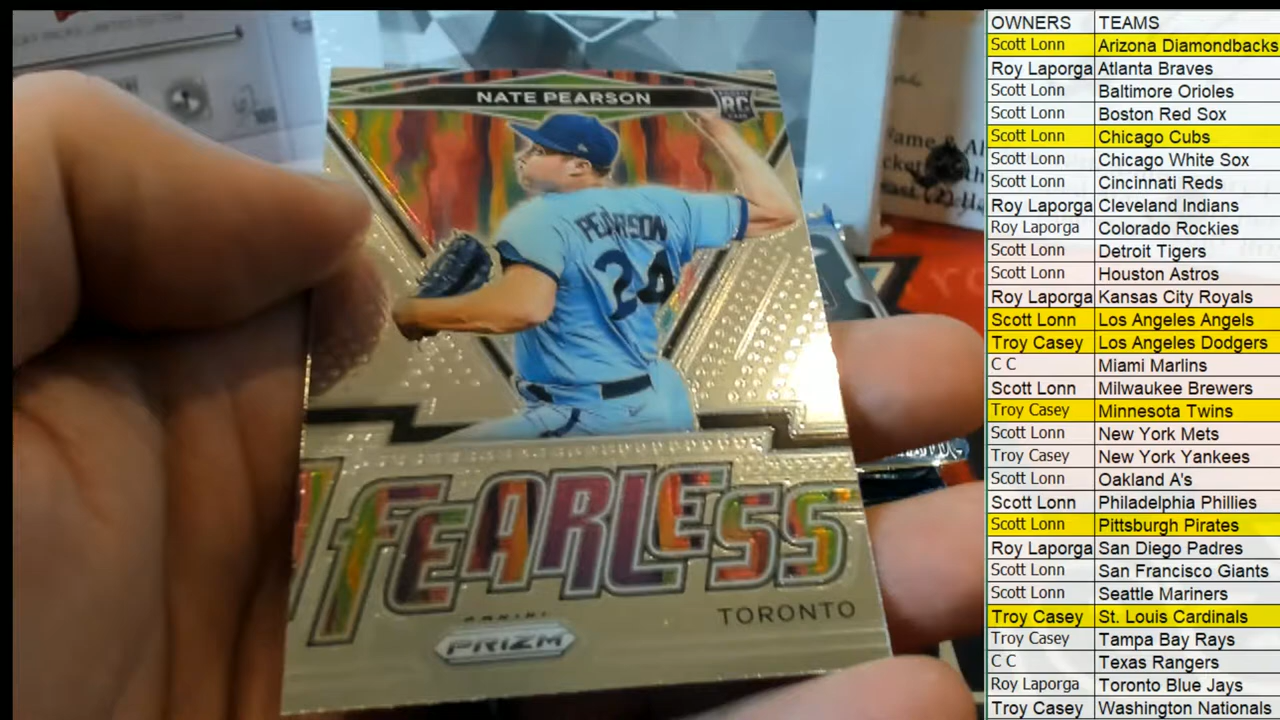 NATE PEARSON
RC
PEARSON
24
FEARLESS
TORONTO
PANINI
PRIZM
OWNERS TEAMS
Scott Lonn Arizona Diamondbacks
Roy Laporga Atlanta Braves
Scott Lonn Baltimore Orioles
Scott Lonn Boston Red Sox
Scott Lonn Chicago Cubs
Scott Lonn Chicago White Sox
Scott Lonn Cincinnati Reds
Roy Laporga Cleveland Indians
Roy Laporga Colorado Rockies
Scott Lonn Detroit Tigers
Scott Lonn Houston Astros
Roy Laporga Kansas City Royals
Scott Lonn Los Angeles Angels
Troy Casey Los Angeles Dodgers
C C Miami Marlins
Scott Lonn Milwaukee Brewers
Troy Casey Minnesota Twins
Scott Lonn New York Mets
Troy Casey New York Yankees
Scott Lonn Oakland A's
Scott Lonn Philadelphia Phillies
Scott Lonn Pittsburgh Pirates
Roy Laporga San Diego Padres
Scott Lonn San Francisco Giants
Scott Lonn Seattle Mariners
Troy Casey St. Louis Cardinals
Troy Casey Tampa Bay Rays
C C Texas Rangers
Roy Laporga Toronto Blue Jays
Troy Casey Washington Nationals